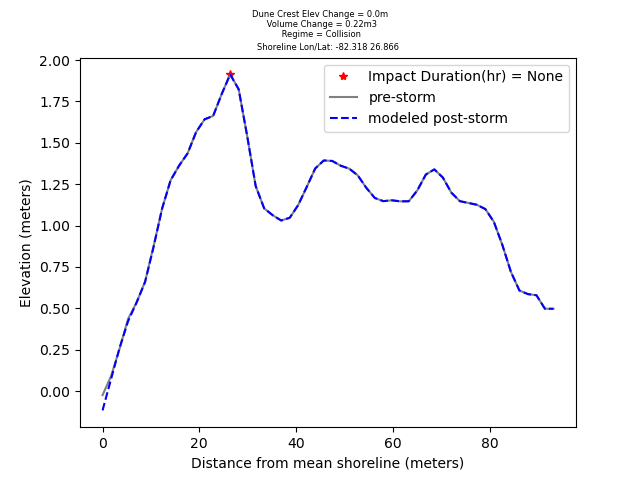 Dune Crest Elev Change = 0.0m
Volume Change = 0.22m3
Regime = Collision
Shoreline Lon/Lat: -82.318 26.866
Impact Duration(hr) = None
pre-storm
modeled post-storm
Elevation (meters)
2.00
1.75
1.50
1.25
1.00
0.75
0.50
0.25
0.00
0 20 40 60 80
Distance from mean shoreline (meters)